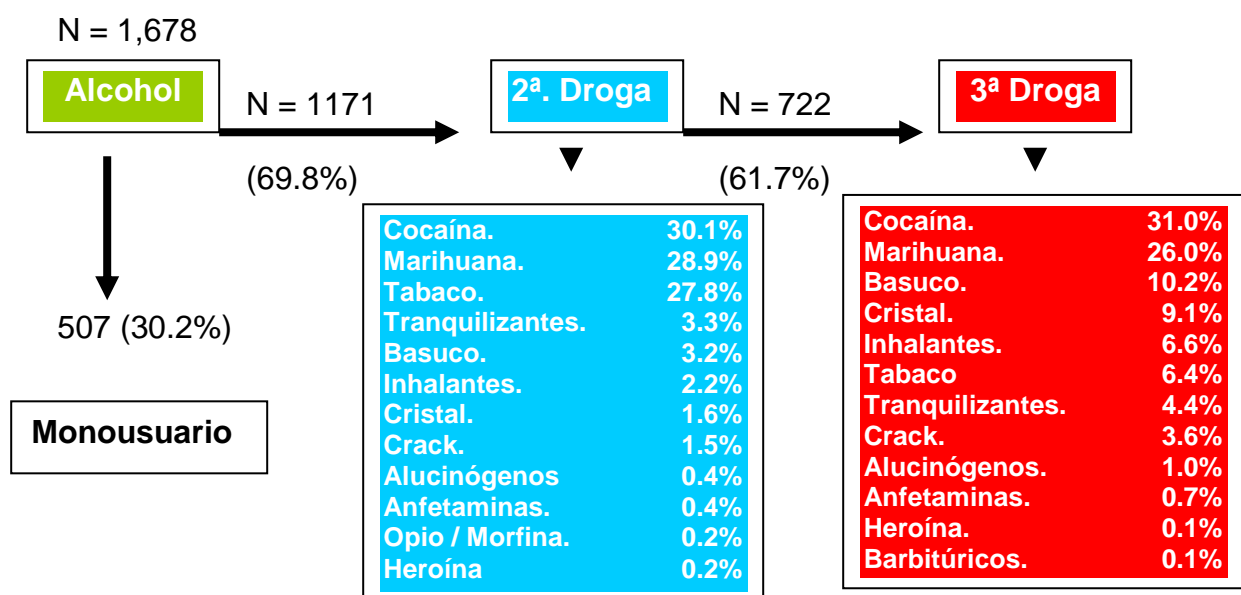 N = 1,678
Alcohol
N = 1171
(69.8%)
2ª. Droga
N = 722
(61.7%)
3ª Droga
507 (30.2%)
Monousuario
Cocaína. 30.1%
Marihuana. 28.9%
Tabaco. 27.8%
Tranquilizantes. 3.3%
Basuco. 3.2%
Inhalantes. 2.2%
Cristal. 1.6%
Crack. 1.5%
Alucinógenos 0.4%
Anfetaminas. 0.4%
Opio / Morfina. 0.2%
Heroína 0.2%
Cocaína. 31.0%
Marihuana. 26.0%
Basuco. 10.2%
Cristal. 9.1%
Inhalantes. 6.6%
Tabaco 6.4%
Tranquilizantes. 4.4%
Crack. 3.6%
Alucinógenos. 1.0%
Anfetaminas. 0.7%
Heroína. 0.1%
Barbitúricos. 0.1%